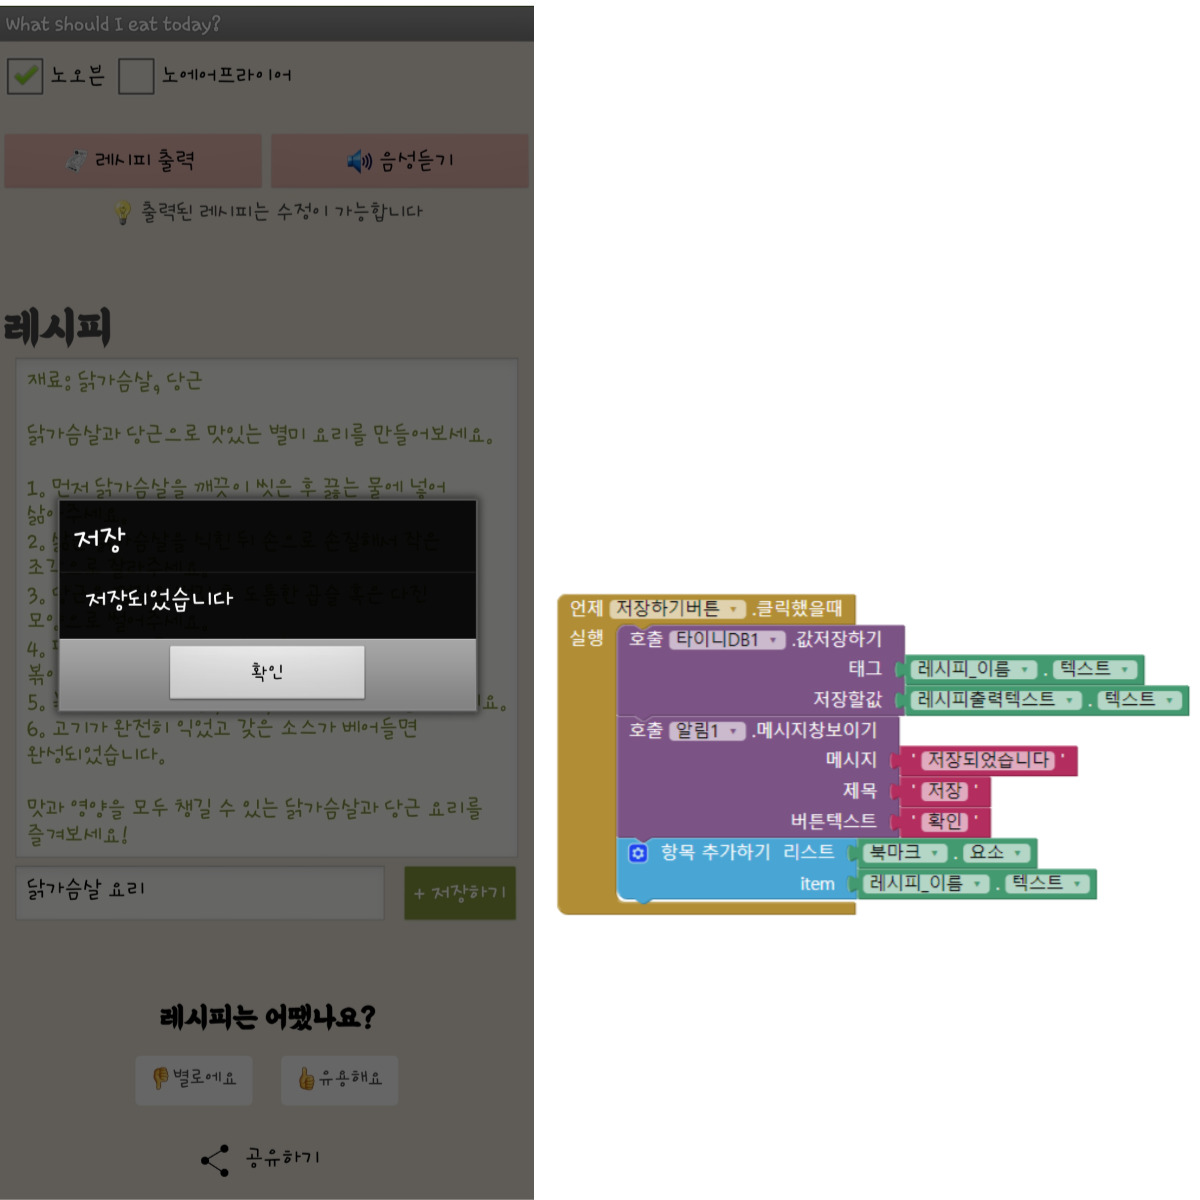 What should I eat today?
노오븐 노에어프라이어
레시피 출력 음성듣기
출력된 레시피는 수정이 가능합니다
레시피
재료: 닭가슴살, 당근
닭가슴살과 당근으로 맛있는 별미 요리를 만들어보세요.
1. 먼저 닭가슴살을 깨끗이 씻은 후 끓는 물에 넣어
삶
2.
조
3.
모
4.
볶
5. 요.
6. 고기가 완전히 익었고 갖은 소스가 베어들면
완성되었습니다.
맛과 영양을 모두 챙길 수 있는 닭가슴살과 당근 요리를
즐겨보세요!
저장
저장되었습니다
확인
닭가슴살 요리
+ 저장하기
레시피는 어땠나요?
별로에요 유용해요
공유하기
언제 저장하기버튼 .클릭했을때
실행 호출 타이니DB1 .값저장하기
태그 레시피_이름 . 텍스트
저장할값 레시피출력텍스트 . 텍스트
호출 알림1 .메시지창보이기
메시지 ' 저장되었습니다 '
제목 ' 저장 '
버튼텍스트 ' 확인 '
항목 추가하기 리스트 북마크 . 요소
item 레시피_이름 . 텍스트